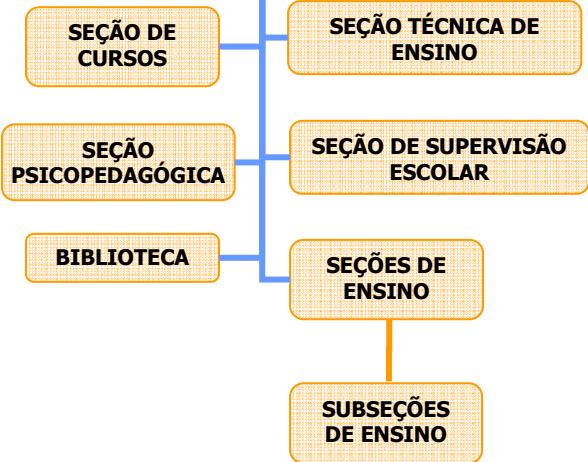 SEÇÃO DE
CURSOS
SEÇÃO TÉCNICA DE
ENSINO
SEÇÃO
PSICOPEDAGÓGICA
SEÇÃO DE SUPERVISÃO
ESCOLAR
BIBLIOTECA
SEÇÕES DE
ENSINO
SUBSEÇÕES
DE ENSINO